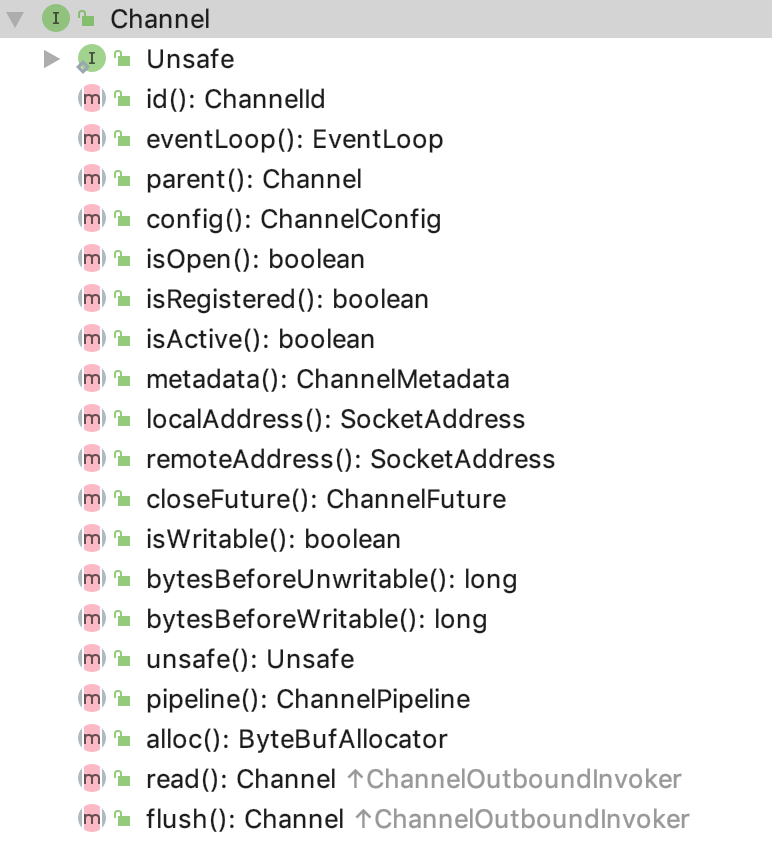 Channel
Unsafe
id(): ChannelId
eventLoop(): EventLoop
parent(): Channel
config(): ChannelConfig
isOpen(): boolean
isRegistered(): boolean
isActive(): boolean
metadata(): ChannelMetadata
localAddress(): SocketAddress
remoteAddress(): SocketAddress
closeFuture(): ChannelFuture
isWritable(): boolean
bytesBeforeUnwritable(): long
bytesBeforeWritable(): long
unsafe(): Unsafe
pipeline(): ChannelPipeline
alloc(): ByteBufAllocator
read(): Channel ↑ChannelOutboundInvoker
flush(): Channel ↑ChannelOutboundInvoker